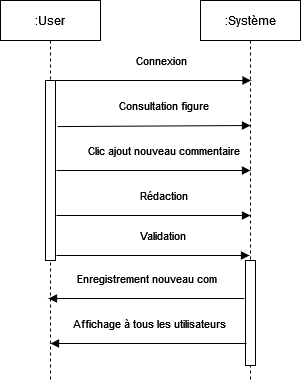 :User
:Système
Connexion
Consultation figure
Clic ajout nouveau commentaire
Rédaction
Validation
Enregistrement nouveau com
Affichage à tous les utilisateurs